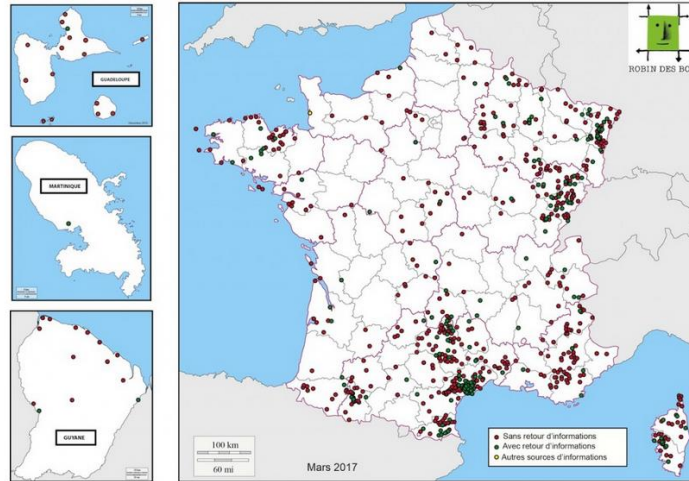 GUADELOUPE
MARTINIQUE
GUYANE
ROBIN DES BO
100 km
60 mi
Mars 2017
Sans retour d'informations
Avec retour d'informations
Autres sources d'informations